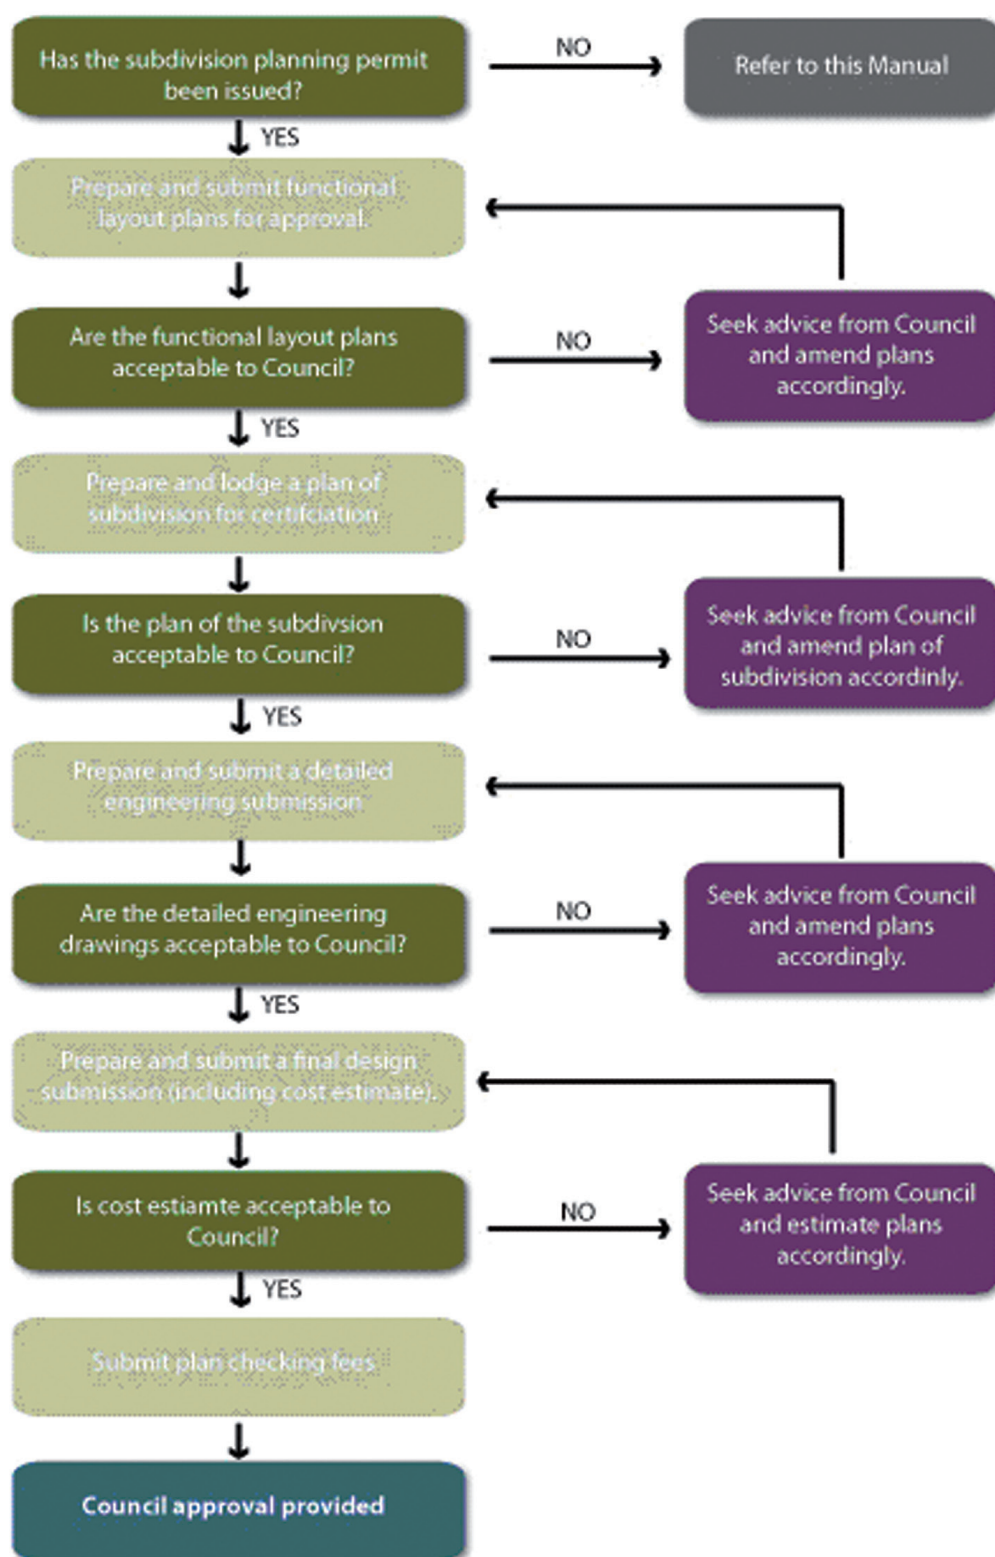 Has the subdivision planning permit
been issued?
NO
Refer to this Manual
YES
Prepare and submit functional
layout plans for approval.
Are the functional layout plans
acceptable to Council?
NO
Seek advice from Council
and amend plans
accordingly.
YES
Prepare and lodge a plan of
subdivision for certifciation
Is the plan of the subdivsion
acceptable to Council?
NO
Seek advice from Council
and amend plan of
subdivision accordinly.
YES
Prepare and submit a detailed
engineering submission
Are the detailed engineering
drawings acceptable to Council?
NO
Seek advice from Council
and amend plans
accordingly.
YES
Prepare and submit a final design
submission (including cost estimate).
Is cost estiamte acceptable to
Council?
NO
Seek advice from Council
and estimate plans
accordingly.
YES
Submit plan checking fees
Council approval provided